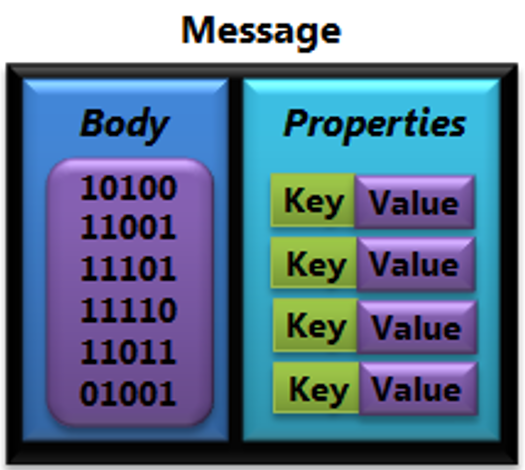 Message
Body
10100
11001
11101
11110
11011
01001
Properties
Key Value
Key Value
Key Value
Key Value